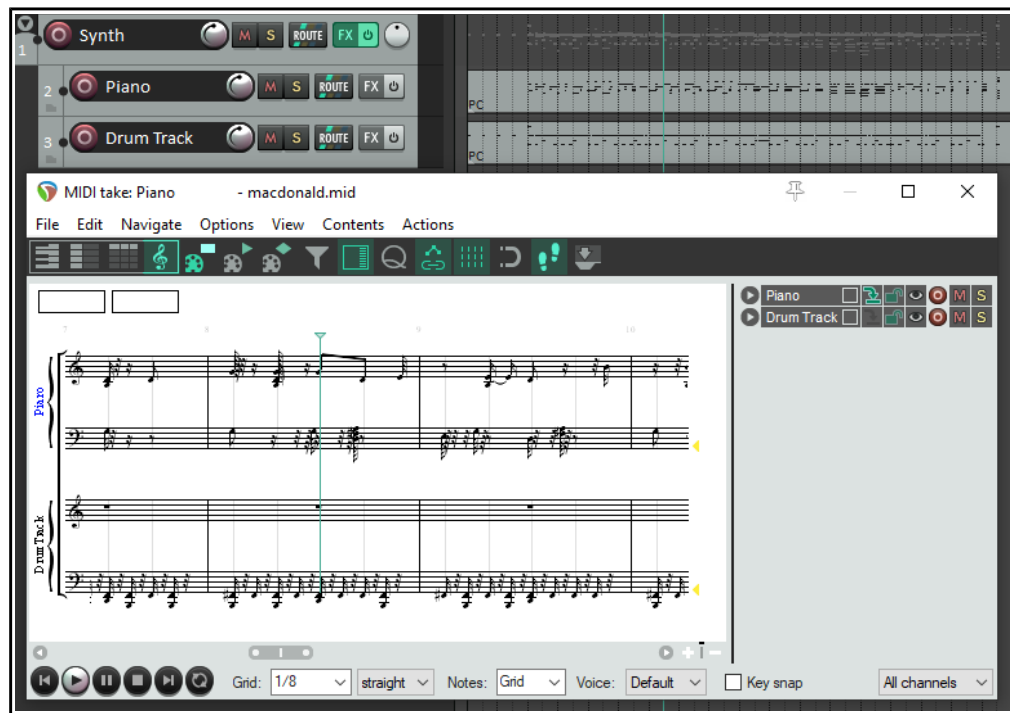 1 Synth M S ROUTE FX
2 Piano M S ROUTE FX
PC
3 Drum Track M S ROUTE FX
PC
MIDI take: Piano - macdonald.mid
File Edit Navigate Options View Contents Actions
Piano M S
Drum Track M S
7 8 9 10
Piano
Drum Track
Grid: 1/8 straight Notes: Grid Voice: Default Key snap All channels